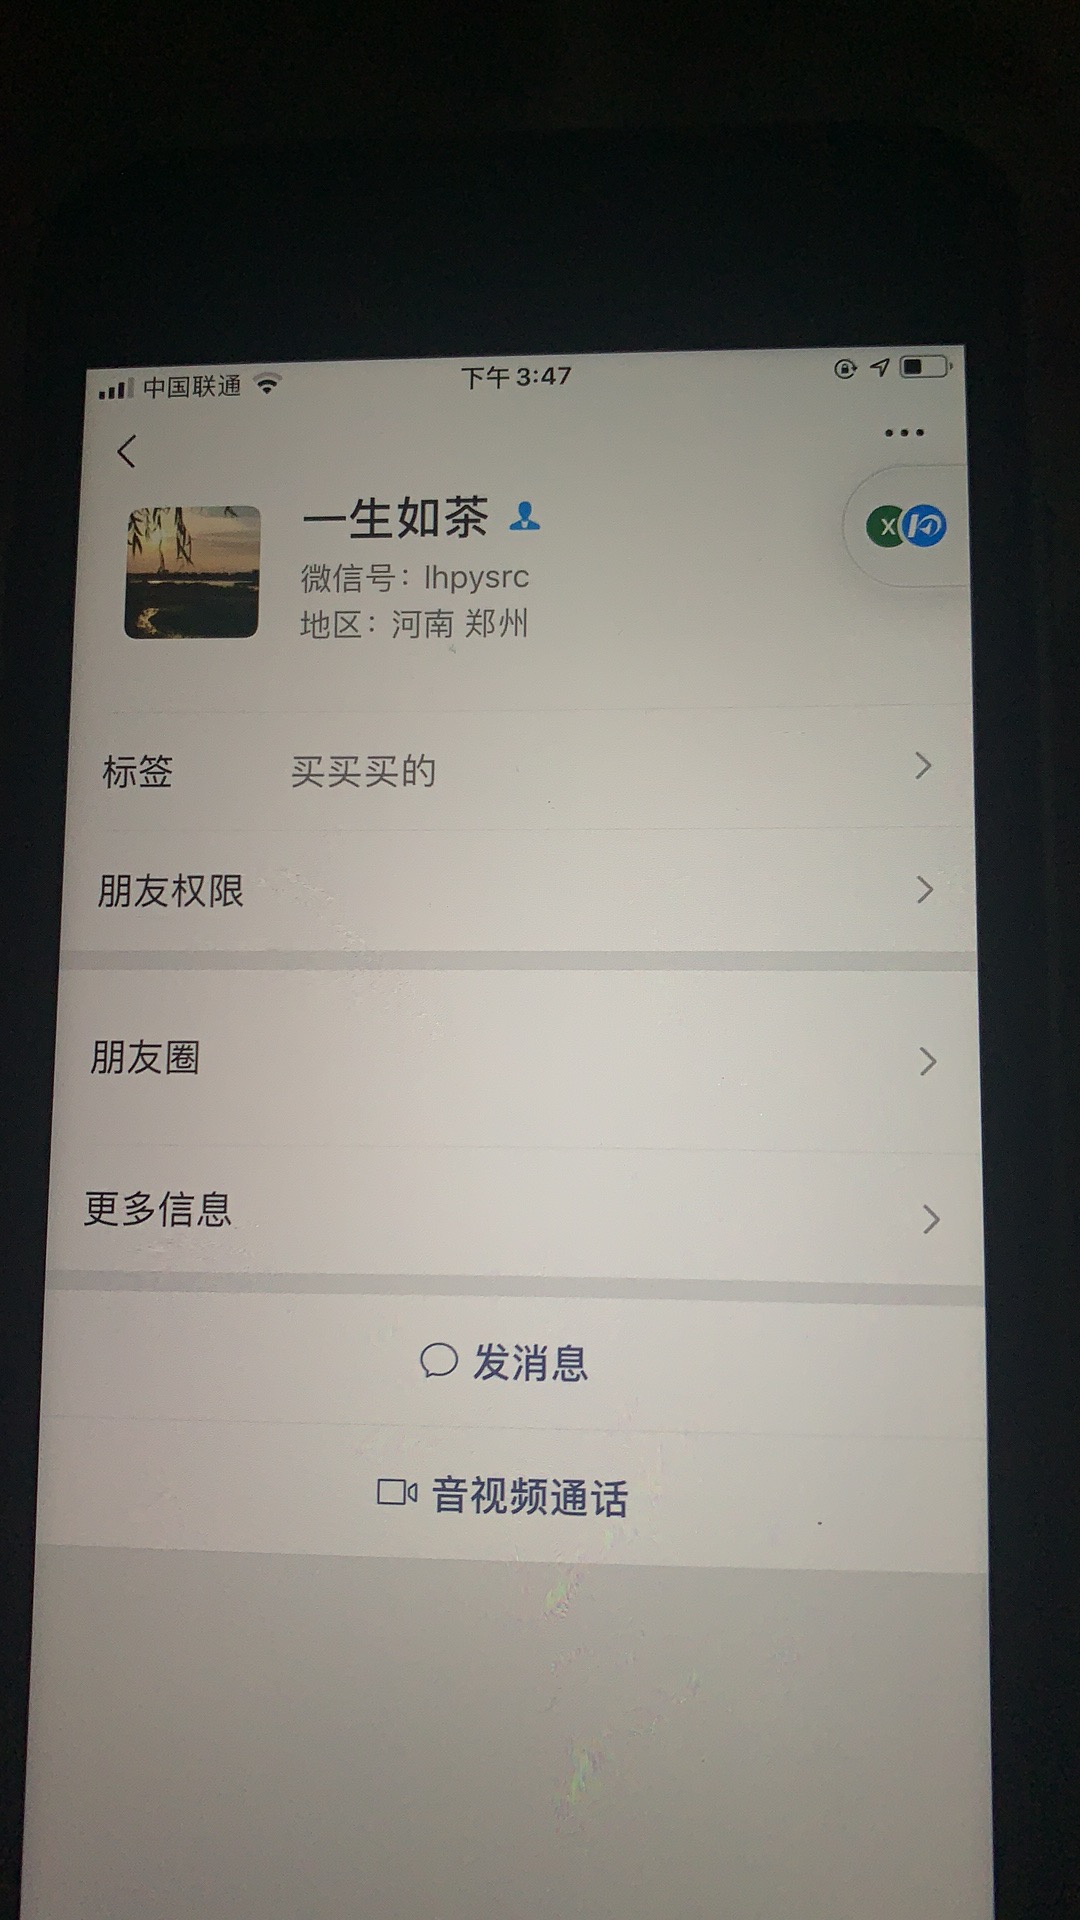 中国联通
下午3:47
一生如茶
微信号：lhpysrc
地区：河南 郑州
标签 买买买的
朋友权限
朋友圈
更多信息
发消息
音视频通话